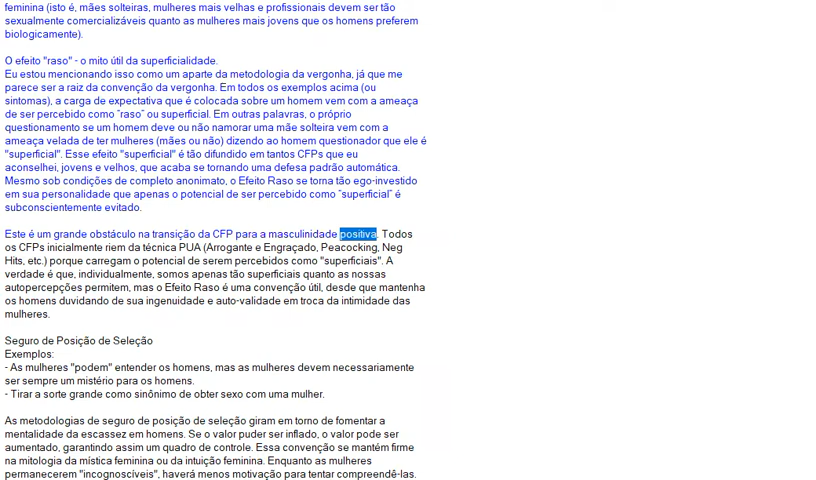 feminina (isto é, mães solteiras, mulheres mais velhas e profissionais devem ser tão
sexualmente comercializáveis quanto as mulheres mais jovens que os homens preferem
biologicamente).
O efeito "raso" - o mito útil da superficialidade.
Eu estou mencionando isso como um aparte da metodologia da vergonha, já que me
parece ser a raiz da convenção da vergonha. Em todos os exemplos acima (ou
sintomas), a carga de expectativa que é colocada sobre um homem vem com a ameaça
de ser percebido como "raso" ou superficial. Em outras palavras, o próprio
questionamento se um homem deve ou não namorar uma mãe solteira vem com a
ameaça velada de ter mulheres (mães ou não) dizendo ao homem questionador que ele é
"superficial". Esse efeito "superficial" é tão difundido em tantos CFPs que eu
aconselhei, jovens e velhos, que acaba se tornando uma defesa padrão automática.
Mesmo sob condições de completo anonimato, o Efeito Raso se torna tão ego-investido
em sua personalidade que apenas o potencial de ser percebido como "superficial" é
subconscientemente evitado.
Este é um grande obstáculo na transição da CFP para a masculinidade positiva. Todos
os CFPs inicialmente riem da técnica PUA (Arrogante e Engraçado, Peacocking, Neg
Hits, etc.) porque carregam o potencial de serem percebidos como "superficiais". A
verdade é que, individualmente, somos apenas tão superficiais quanto as nossas
autopercepções permitem, mas o Efeito Raso é uma convenção útil, desde que mantenha
os homens duvidando de sua ingenuidade e auto-validade em troca da intimidade das
mulheres.
Seguro de Posição de Seleção
Exemplos:
- As mulheres "podem" entender os homens, mas as mulheres devem necessariamente
ser sempre um mistério para os homens.
- Tirar a sorte grande como sinônimo de obter sexo com uma mulher.
As metodologias de seguro de posição de seleção giram em torno de fomentar a
mentalidade da escassez em homens. Se o valor puder ser inflado, o valor pode ser
aumentado, garantindo assim um quadro de controle. Essa convenção se mantém firme
na mitologia da mística feminina ou da intuição feminina. Enquanto as mulheres
permanecerem "incognoscíveis", haverá menos motivação para tentar compreendê-las.